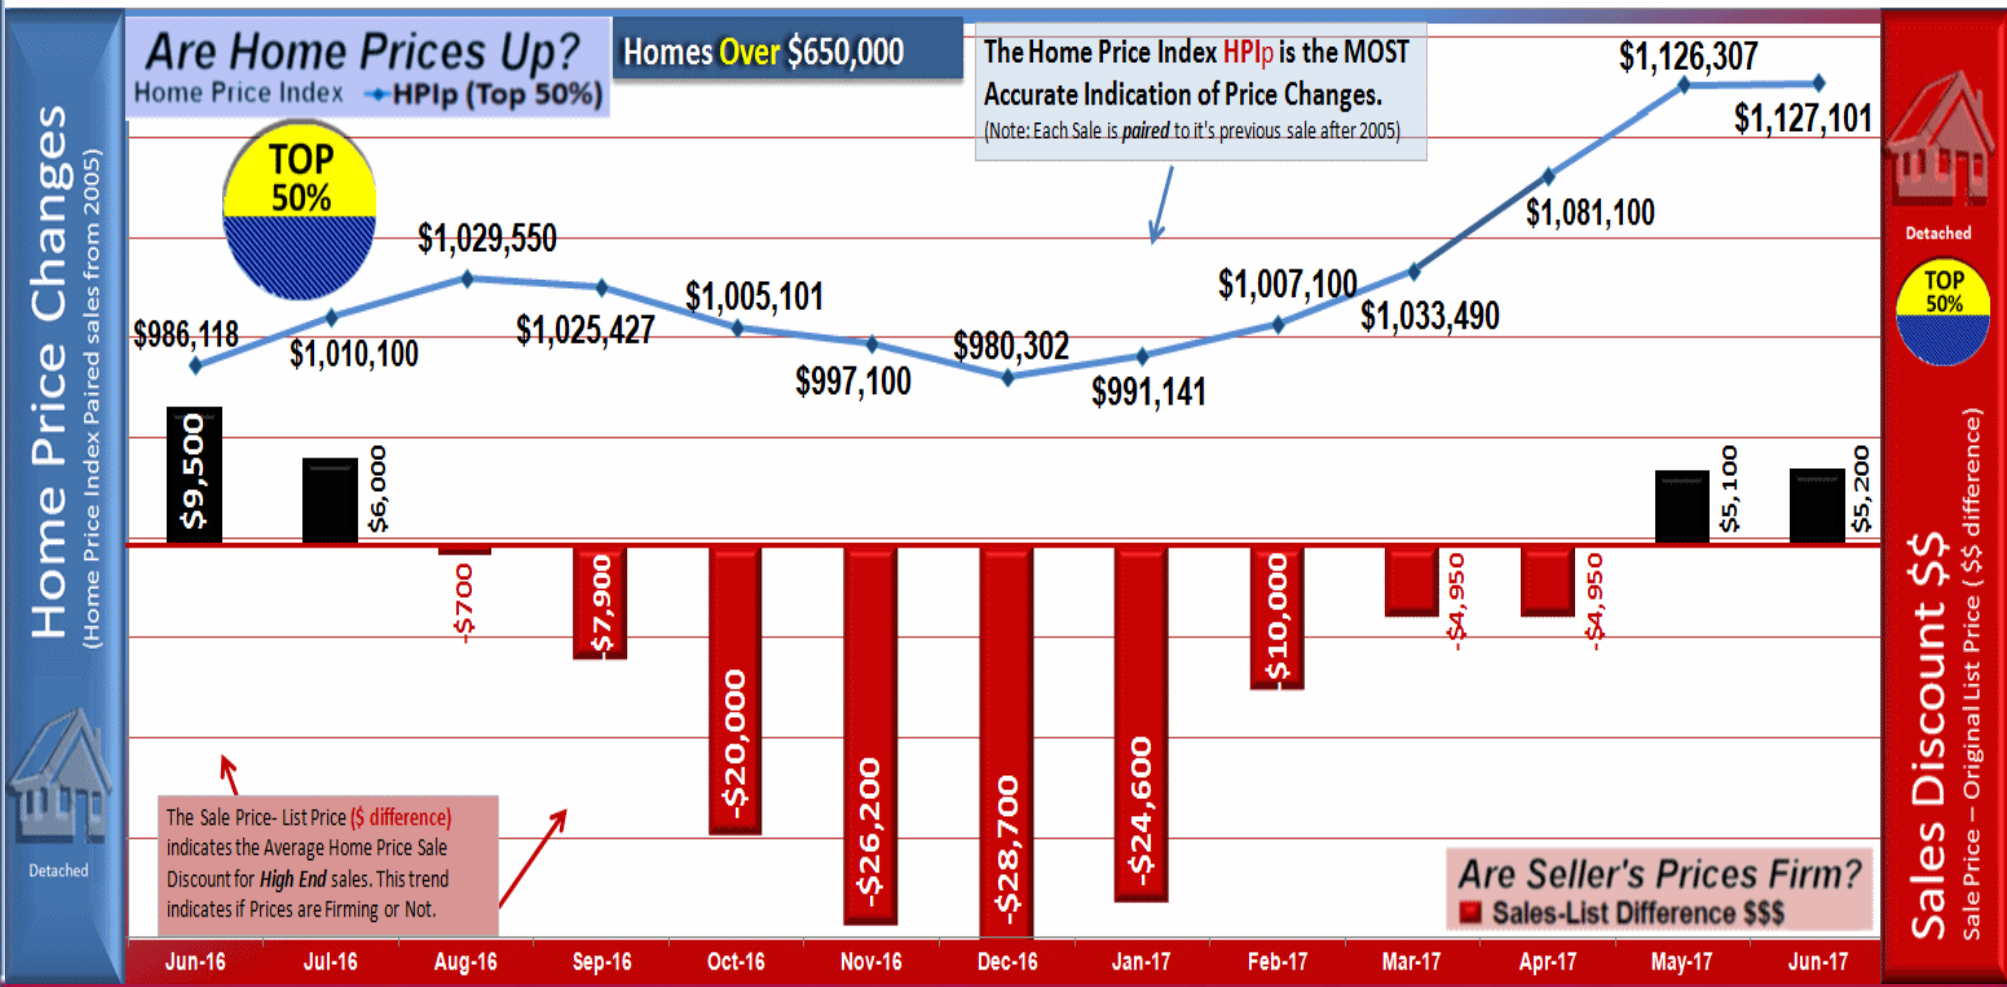 Are Home Prices Up?
Home Price Index HPIp (Top 50%)
Homes Over $650,000
The Home Price Index HPIp is the MOST
Accurate Indication of Price Changes.
(Note: Each Sale is paired to it's previous sale after 2005)
Home Price Changes
(Home Price Index Paired sales from 2005)
Detached
TOP
50%
$986,118
$1,010,100
$1,029,550
$1,025,427
$1,005,101
$997,100
$980,302
$991,141
$1,007,100
$1,033,490
$1,081,100
$1,126,307
$1,127,101
Detached
TOP
50%
Sales Discount $$
Sale Price – Original List Price ( $$ difference)
$9,500
$6,000
-$700
-$7,900
-$20,000
-$26,200
-$28,700
-$24,600
-$10,000
-$4,950
-$4,950
$5,100
$5,200
The Sale Price- List Price ($ difference)
indicates the Average Home Price Sale
Discount for High End sales. This trend
indicates if Prices are Firming or Not.
Are Seller's Prices Firm?
Sales-List Difference $$$
Jun-16 Jul-16 Aug-16 Sep-16 Oct-16 Nov-16 Dec-16 Jan-17 Feb-17 Mar-17 Apr-17 May-17 Jun-17